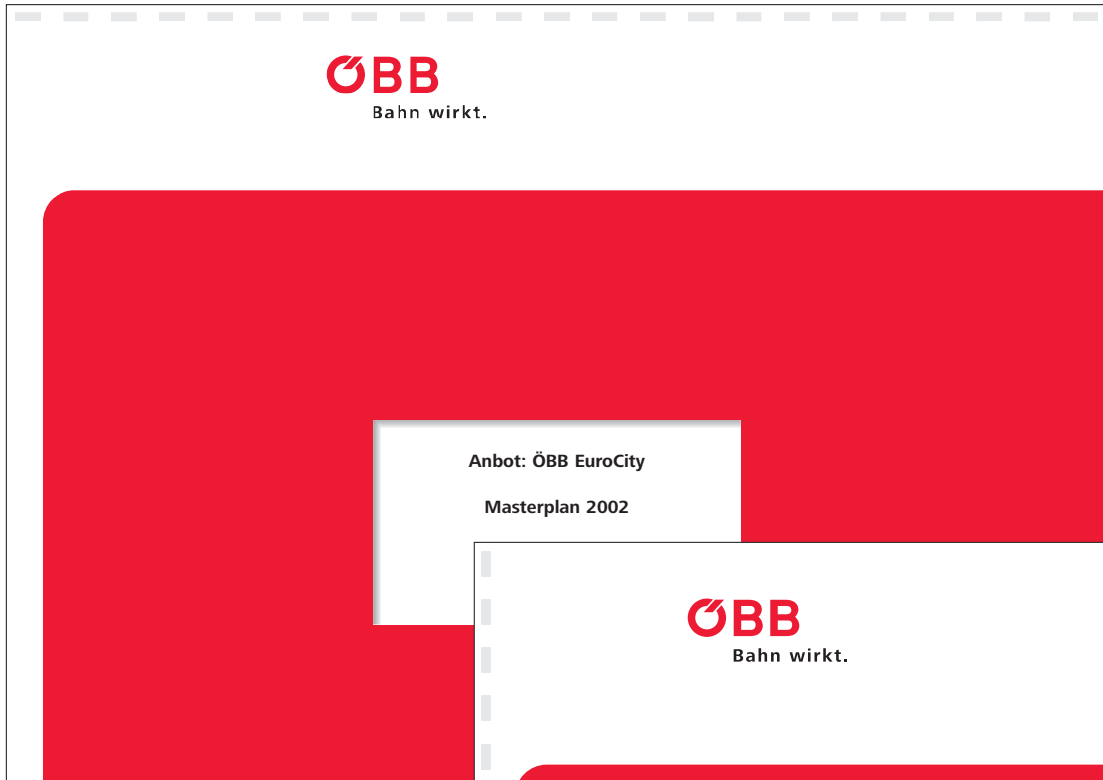 ÖBB
Bahn wirkt.
Anbot: ÖBB EuroCity
Masterplan 2002
ÖBB
Bahn wirkt.